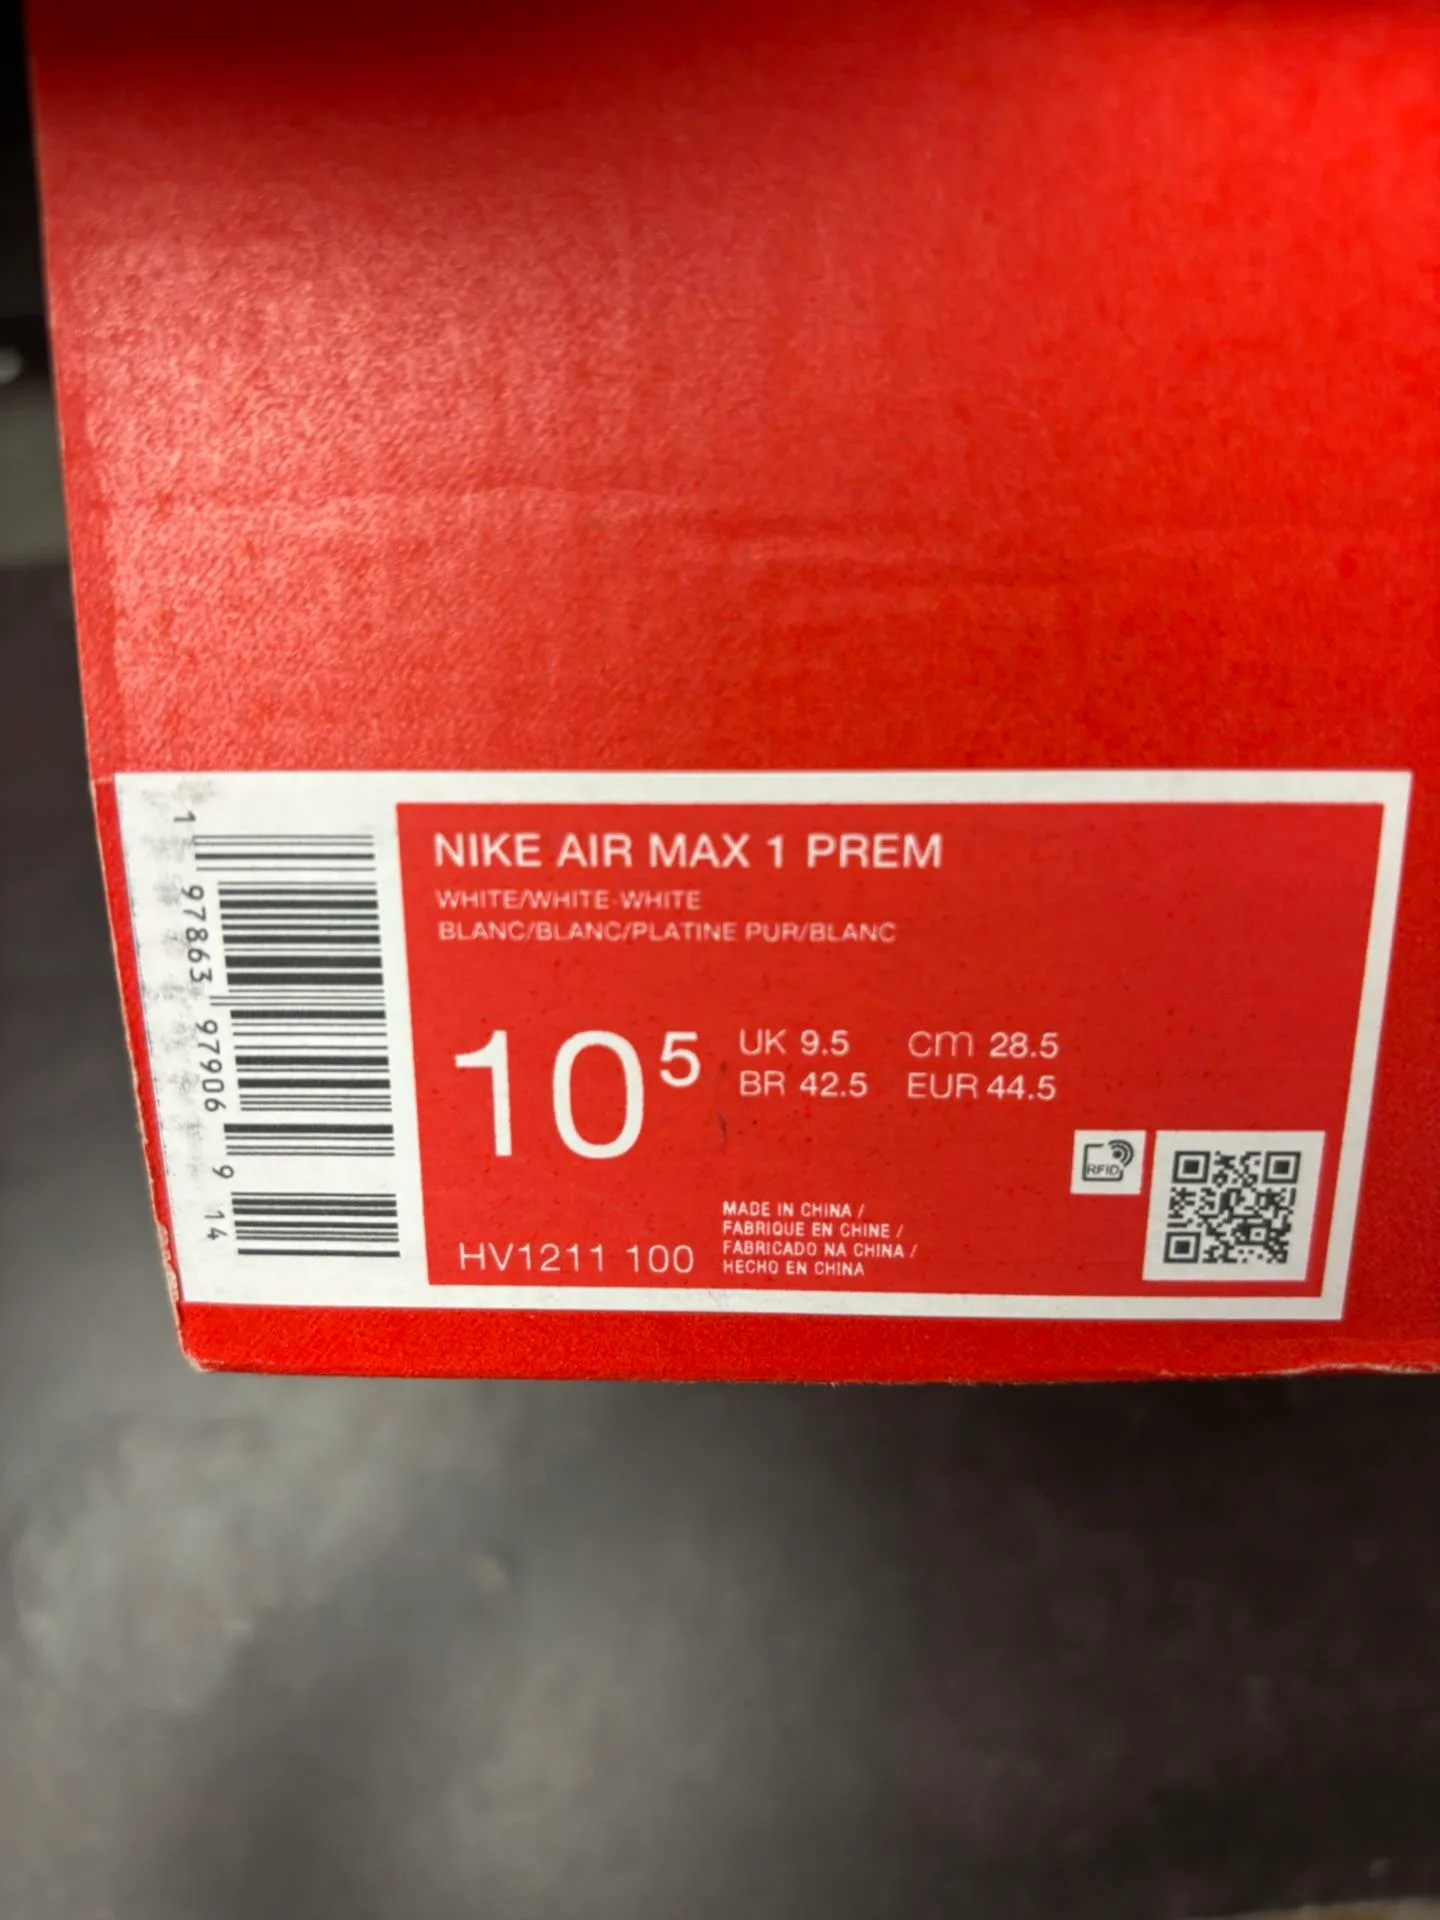 NIKE AIR MAX 1 PREM
WHITE/WHITE-WHITE
BLANC/BLANC/PLATINE PUR/BLANC
10 5
UK 9.5 cm 28.5
BR 42.5 EUR 44.5
RFID
HV1211 100
MADE IN CHINA /
FABRIQUE EN CHINE /
FABRICADO NA CHINA /
HECHO EN CHINA
1 97863 97906 9 14